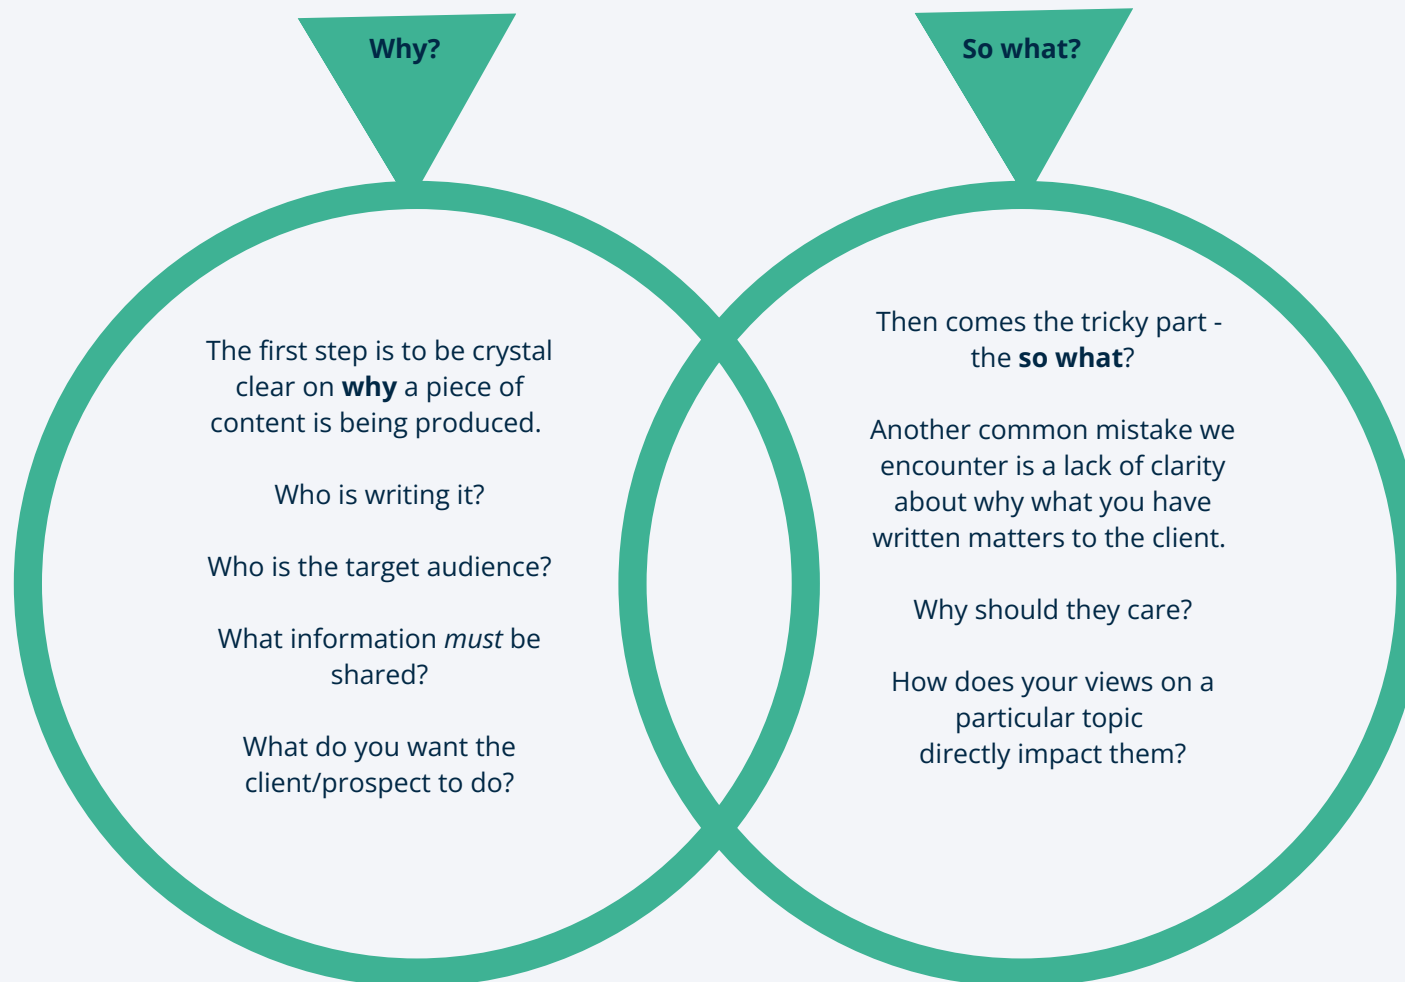 Why?
The first step is to be crystal
clear on why a piece of
content is being produced.
Who is writing it?
Who is the target audience?
What information must be
shared?
What do you want the
client/prospect to do?
So what?
Then comes the tricky part -
the so what?
Another common mistake we
encounter is a lack of clarity
about why what you have
written matters to the client.
Why should they care?
How does your views on a
particular topic
directly impact them?